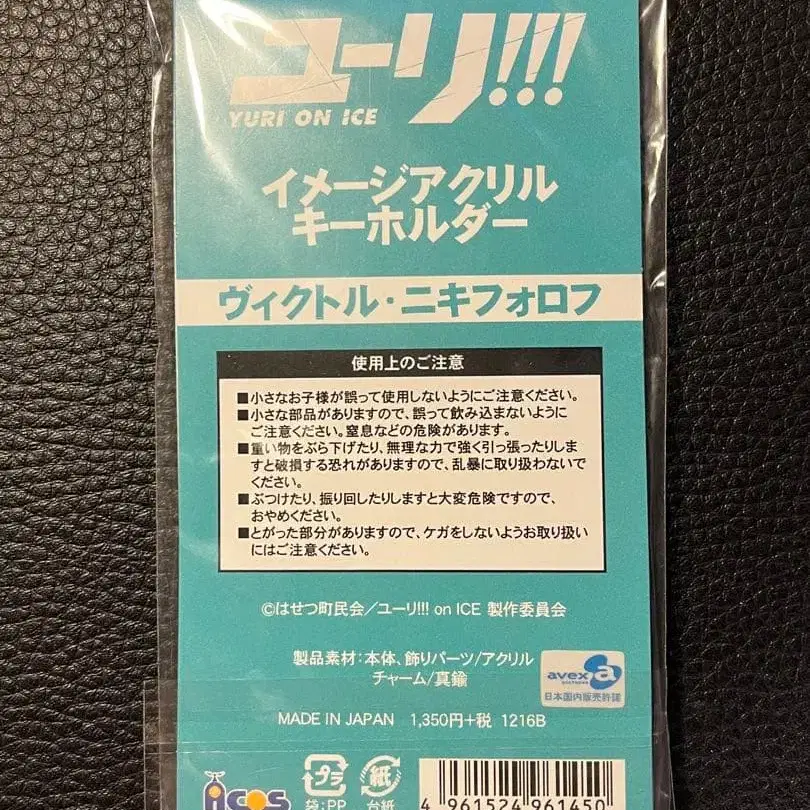 ユーリ!!!
YURI ON ICE
イメージアクリル
キーホルダー
ヴィクトル・ニキフォロフ
使用上のご注意
■小さなお子様が誤って使用しないようにご注意ください。
■小さな部品がありますので、誤って飲み込まないように
ご注意ください。窒息などの危険があります。
■重い物をぶら下げたり、無理な力で強く引っ張ったりしま
すと破損する恐れがありますので、乱暴に取り扱わないで
ください。
■ぶつけたり、振り回したりしますと大変危険ですので、
おやめください。
■とがった部分がありますので、ケガをしないようお取り扱い
にはご注意ください。
©はせつ町民会/ユーリ!!! on ICE 製作委員会
製品素材:本体、飾りパーツ/アクリル
チャーム/真鍮
avex a
PICTURES
日本国内販売許諾
MADE IN JAPAN 1,350円+税 1216B
acos
プラ
袋:PP
紙
台紙
4 961524 961450